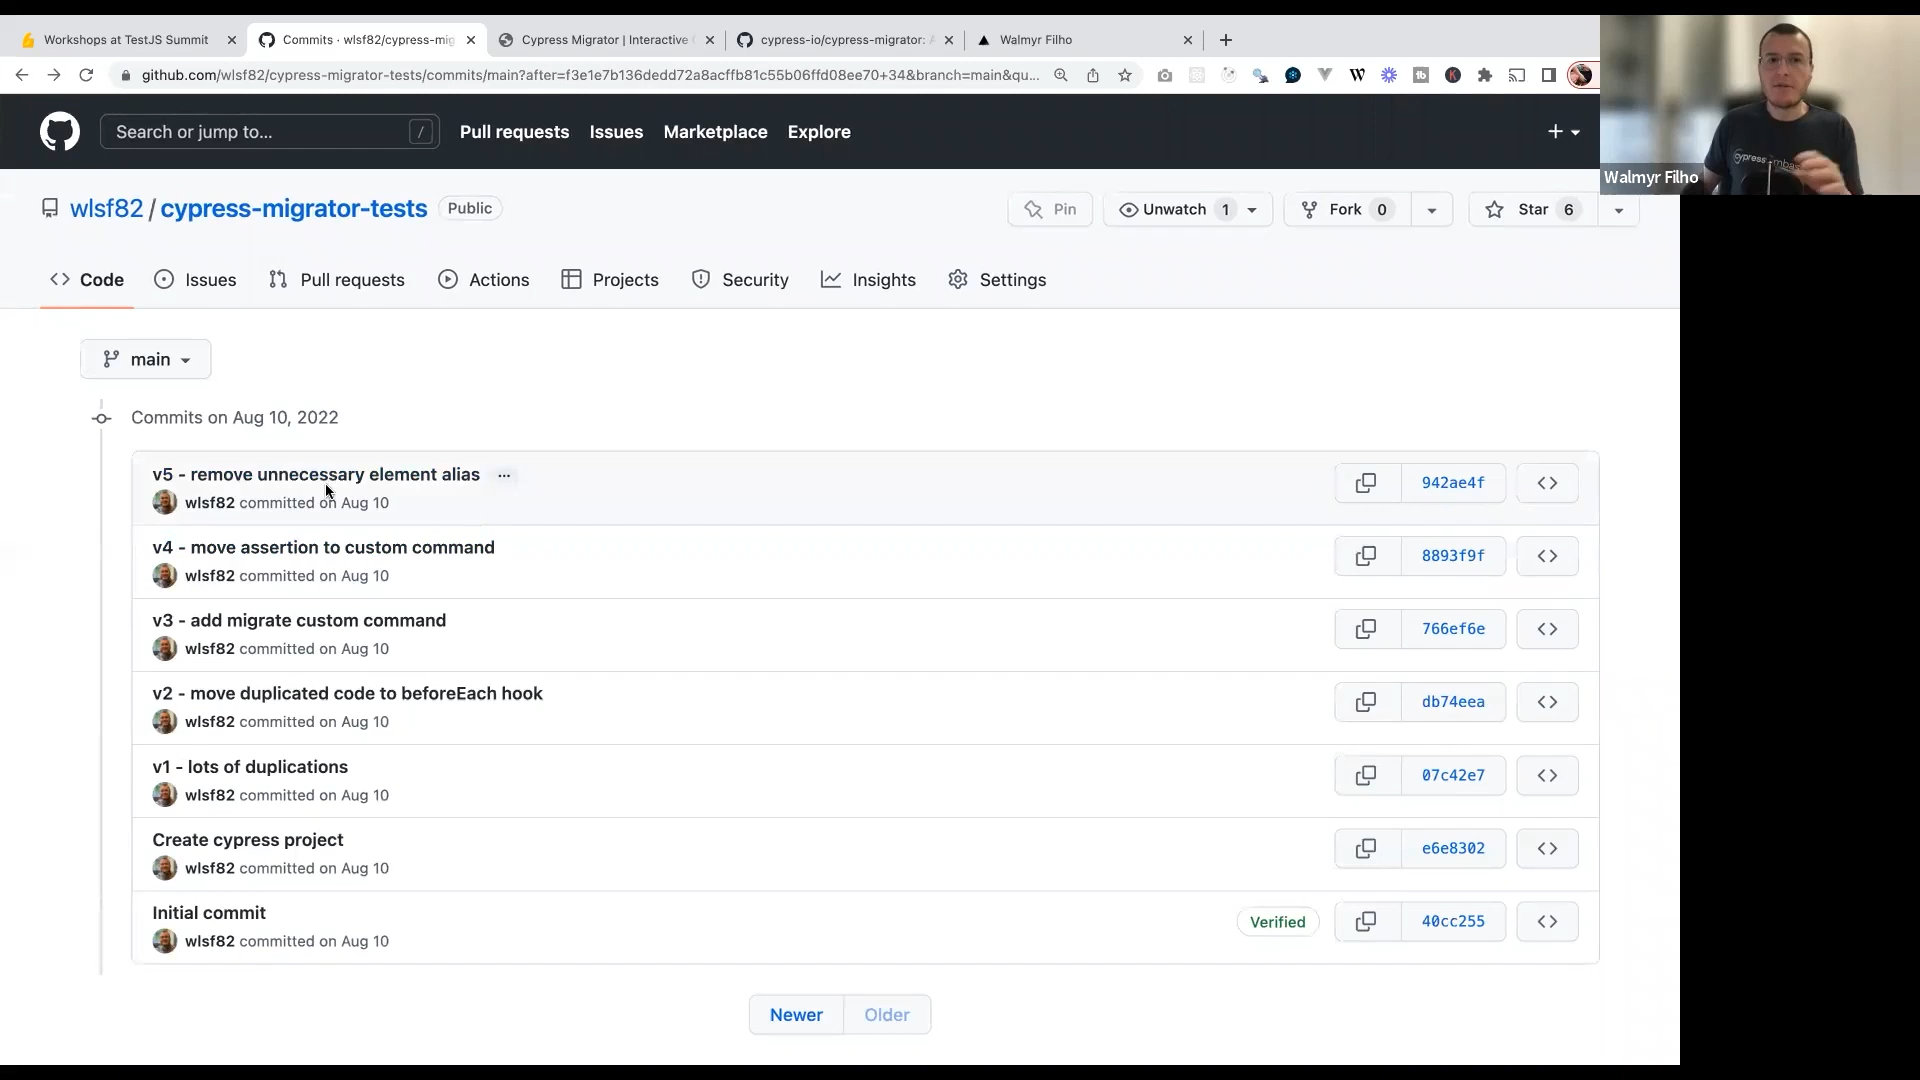 Workshops at TestJS Summit
Commits · wlsf82/cypress-mig
Cypress Migrator | Interactive
cypress-io/cypress-migrator:
Walmyr Filho
github.com/wlsf82/cypress-migrator-tests/commits/main?after=f3e1e7b136dedd72a8acffb81c55b06ffd08ee70+34&branch=main&qu...
Search or jump to...
/
Pull requests
Issues
Marketplace
Explore
Walmyr Filho
wlsf82 / cypress-migrator-tests
Public
Pin
Unwatch 1
Fork 0
Star 6
Code
Issues
Pull requests
Actions
Projects
Security
Insights
Settings
main
Commits on Aug 10, 2022
v5 - remove unnecessary element alias ...
wlsf82 committed on Aug 10
942ae4f
v4 - move assertion to custom command
wlsf82 committed on Aug 10
8893f9f
v3 - add migrate custom command
wlsf82 committed on Aug 10
766ef6e
v2 - move duplicated code to beforeEach hook
wlsf82 committed on Aug 10
db74eea
v1 - lots of duplications
wlsf82 committed on Aug 10
07c42e7
Create cypress project
wlsf82 committed on Aug 10
e6e8302
Initial commit
wlsf82 committed on Aug 10
Verified
40cc255
Newer
Older